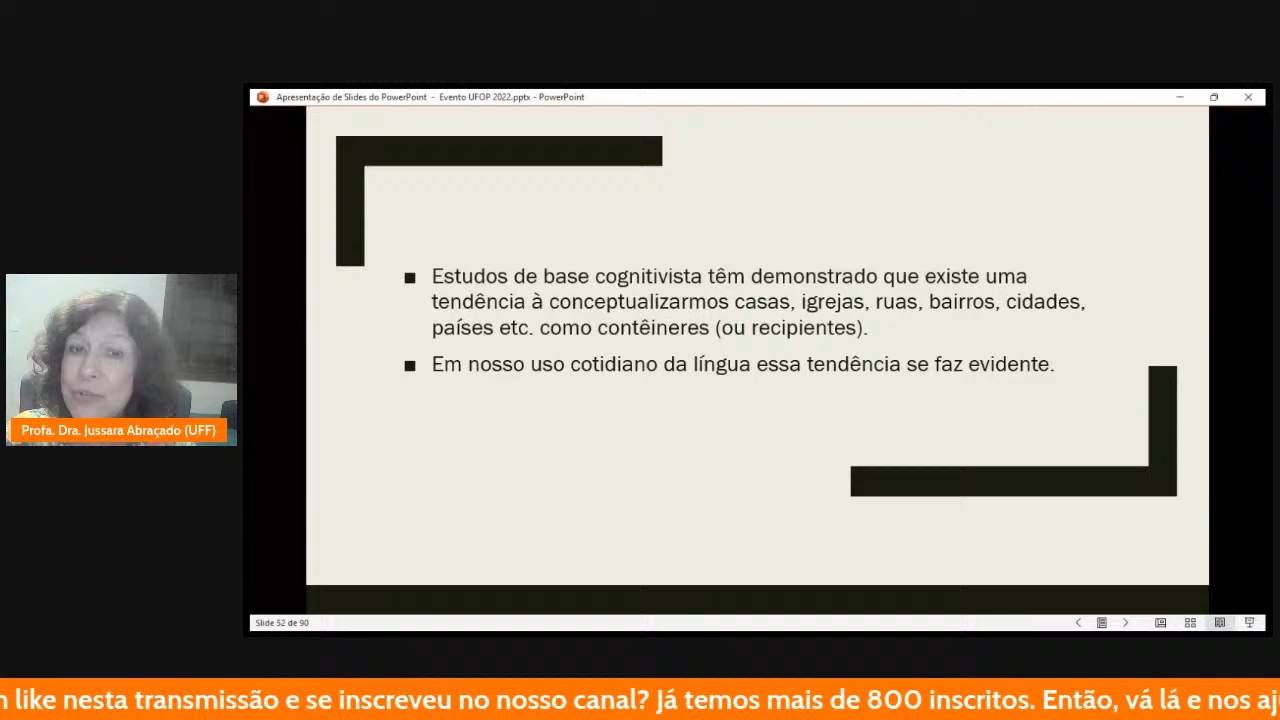 Apresentação de Slides do PowerPoint - Evento UFOP 2022.pptx - PowerPoint
■ Estudos de base cognitivista têm demonstrado que existe uma
tendência à conceptualizarmos casas, igrejas, ruas, bairros, cidades,
países etc. como contêineres (ou recipientes).
■ Em nosso uso cotidiano da língua essa tendência se faz evidente.
Profa. Dra. Jussara Abraçado (UFF)
Slide 52 de 90
like nesta transmissão e se inscreveu no nosso canal? Já temos mais de 800 inscritos. Então, vá lá e nos aj